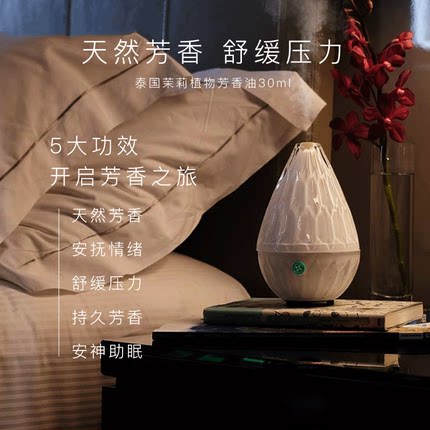 天然芳香 舒缓压力
泰国茉莉植物芳香油30ml
5大功效
开启芳香之旅
天然芳香
安抚情绪
舒缓压力
持久芳香
安神助眠